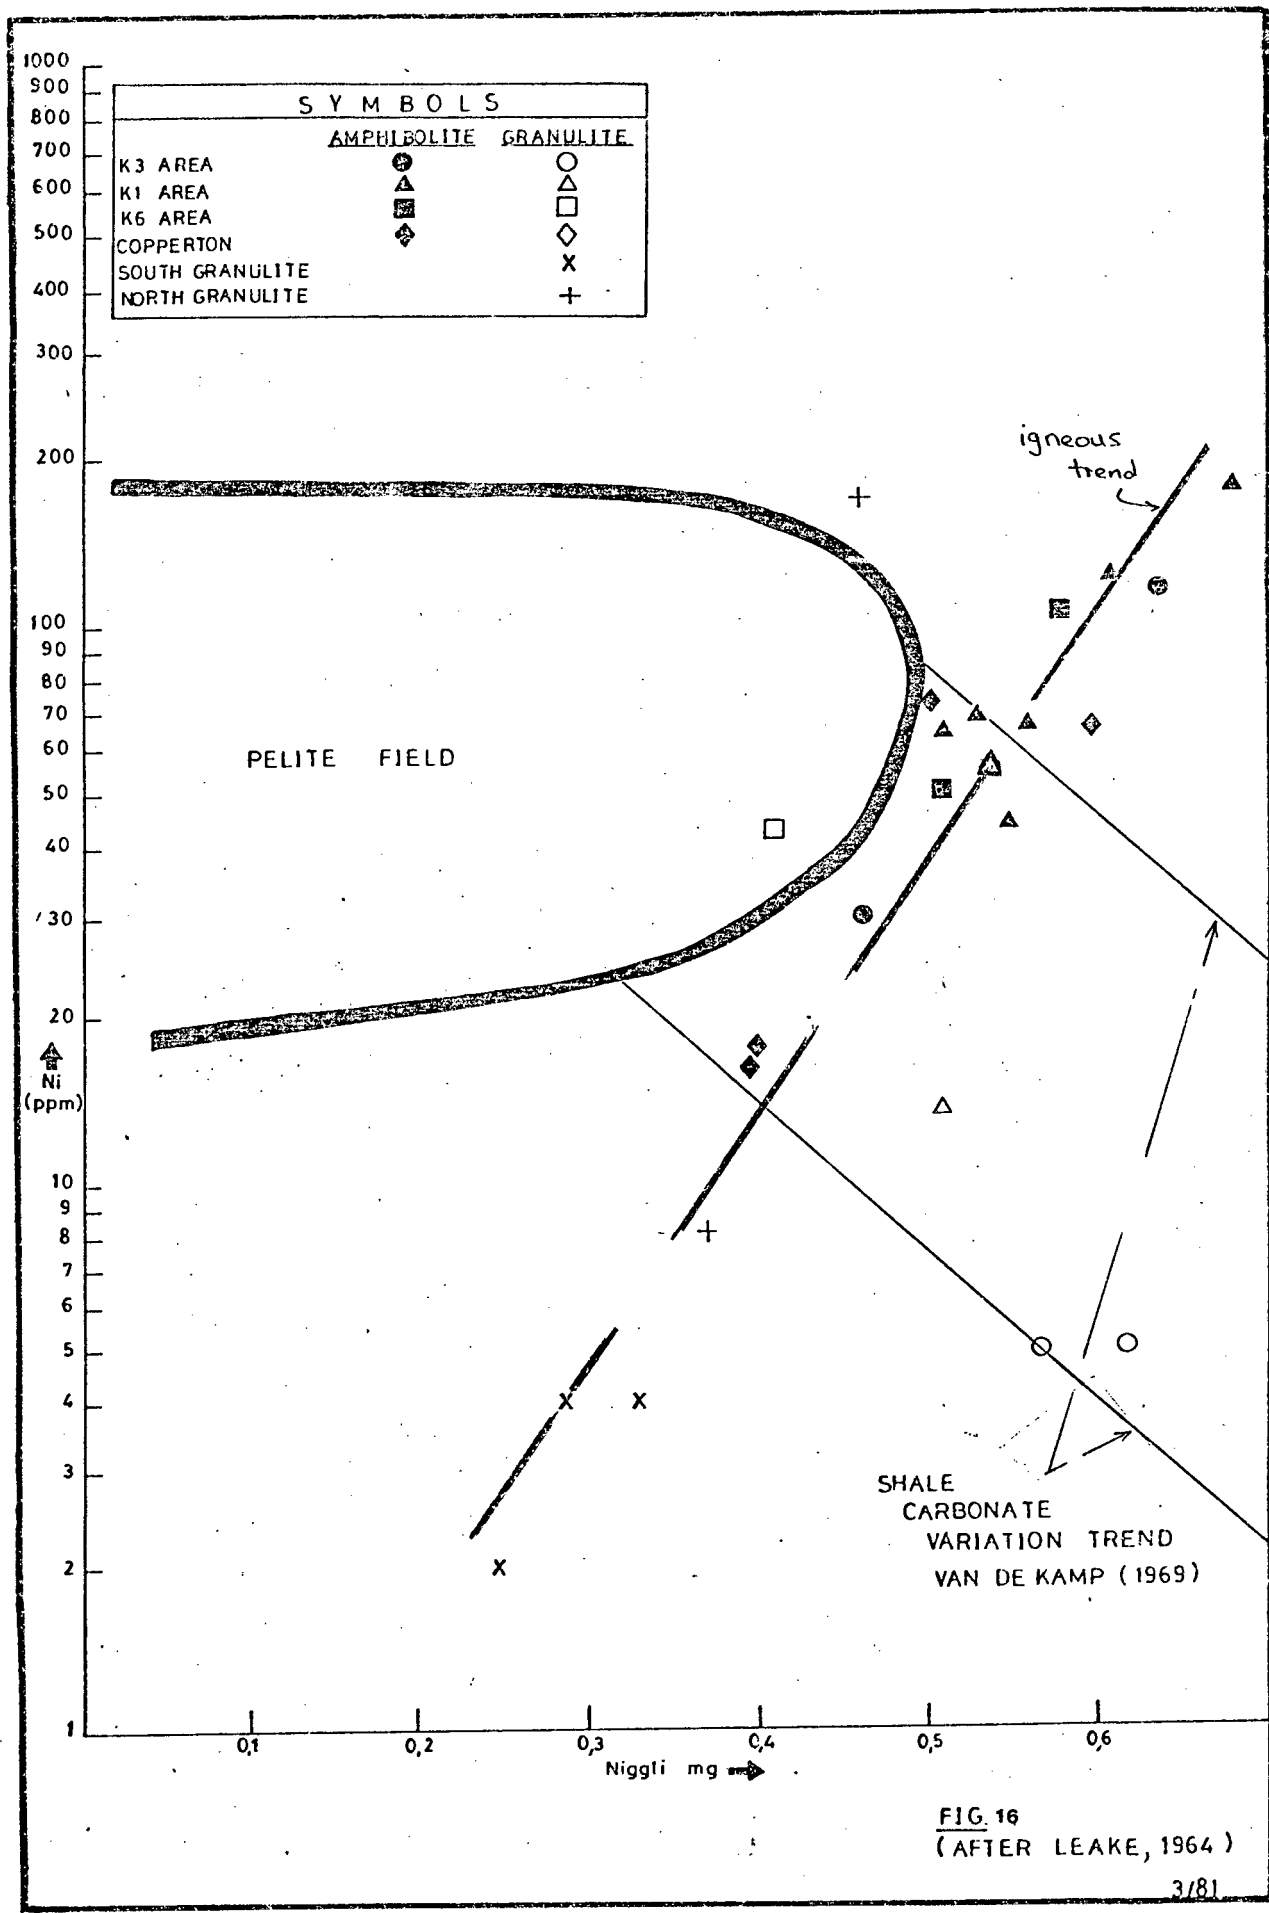 1000
900
800
700
600
500
400
300
200
100
90
80
70
60
50
40
30
20
Ni
(ppm)
10
9
8
7
6
5
4
3
2
1
SYMBOLS
AMPHIBOLITE GRANULITE
K3 AREA
K1 AREA
K6 AREA
COPPERTON
SOUTH GRANULITE
NORTH GRANULITE
igneous
trend
PELITE FIELD
SHALE
CARBONATE
VARIATION TREND
VAN DE KAMP (1969)
0,1 0,2 0,3 0,4 0,5 0,6
Niggli mg
FIG. 16
(AFTER LEAKE, 1964)
3/81